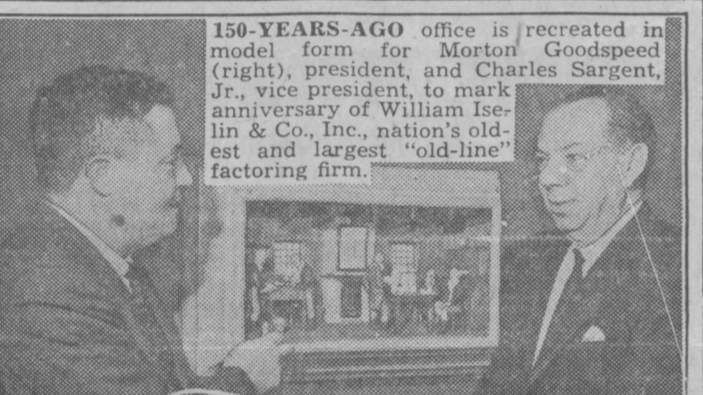 150-YEARS-AGO office is recreated in
model form for Morton Goodspeed
(right), president, and Charles Sargent,
Jr., vice president, to mark
anniversary of William Ise-
lin & Co., Inc., nation's old-
est and largest "old-line"
factoring firm.